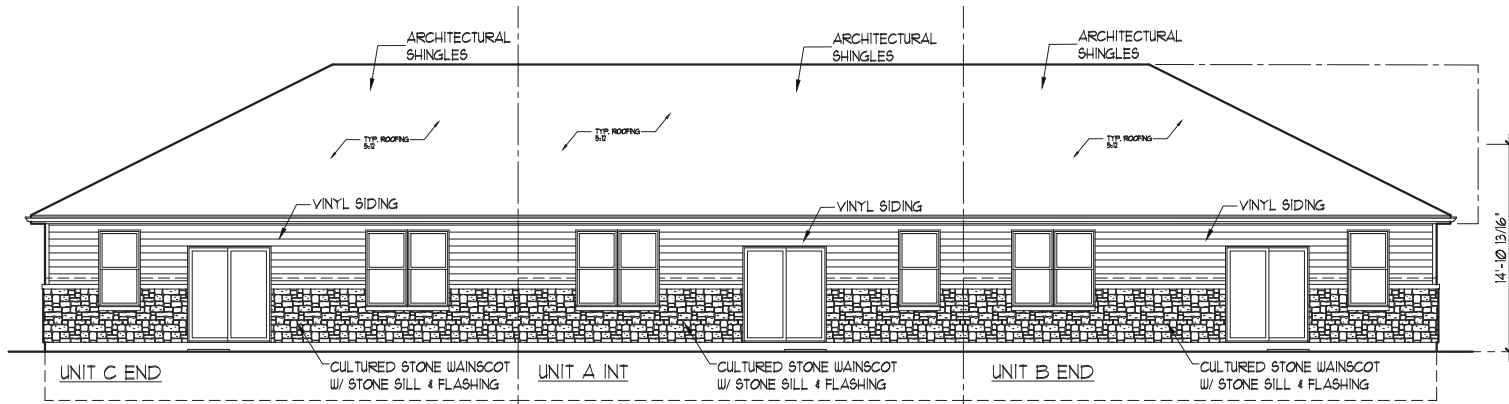 ARCHITECTURAL
SHINGLES
ARCHITECTURAL
SHINGLES
ARCHITECTURAL
SHINGLES
TYP. ROOFING
5:12
TYP. ROOFING
5:12
TYP. ROOFING
5:12
VINYL SIDING
VINYL SIDING
VINYL SIDING
14'-10 13/16"
UNIT C END
CULTURED STONE WAINSCOT
W/ STONE SILL & FLASHING
UNIT A INT
CULTURED STONE WAINSCOT
W/ STONE SILL & FLASHING
UNIT B END
CULTURED STONE WAINSCOT
W/ STONE SILL & FLASHING